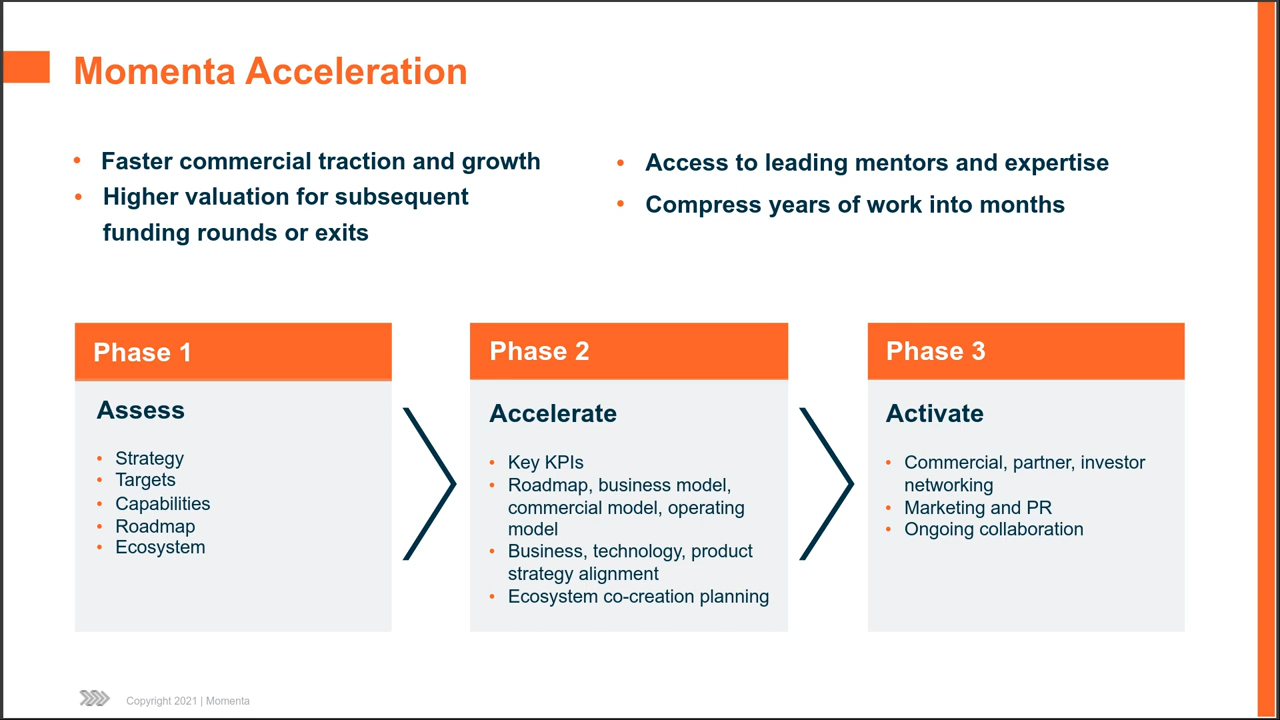 Momenta Acceleration
• Faster commercial traction and growth
• Higher valuation for subsequent
funding rounds or exits
• Access to leading mentors and expertise
• Compress years of work into months
Phase 1
Assess
• Strategy
• Targets
• Capabilities
• Roadmap
• Ecosystem
Phase 2
Accelerate
• Key KPIs
• Roadmap, business model,
commercial model, operating
model
• Business, technology, product
strategy alignment
• Ecosystem co-creation planning
Phase 3
Activate
• Commercial, partner, investor
networking
• Marketing and PR
• Ongoing collaboration
Copyright 2021 | Momenta